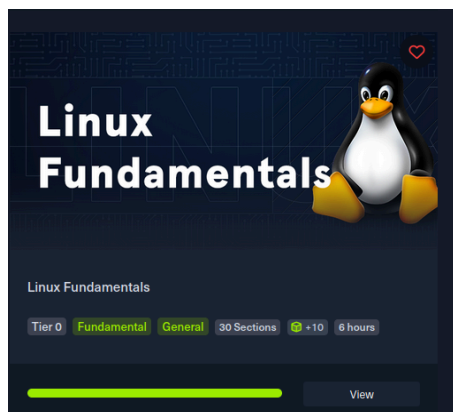 Linux
Fundamentals
Linux Fundamentals
Tier 0 Fundamental General 30 Sections +10 6 hours
View